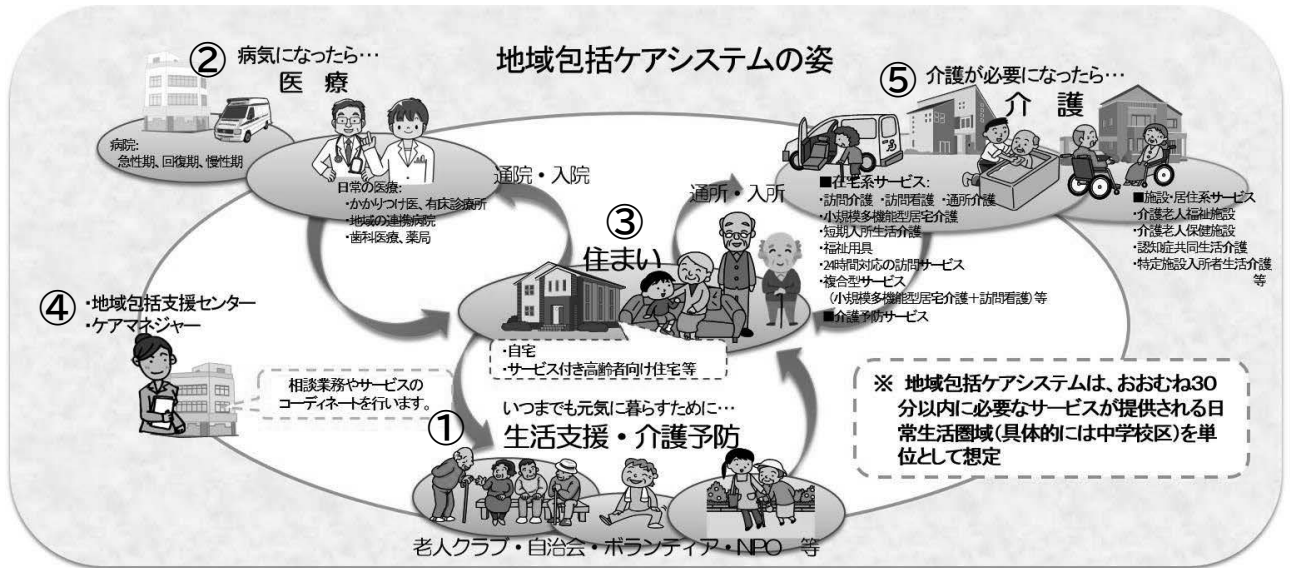 地域包括ケアシステムの姿
② 病気になったら…
医 療
病院:
急性期、回復期、慢性期
日常の医療:
・かかりつけ医、有床診療所
・地域の連携病院
・歯科医療、薬局
通院・入院
通所・入所
⑤ 介護が必要になったら…
介 護
■在宅系サービス:
・訪問介護 ・訪問看護 ・通所介護
・小規模多機能型居宅介護
・短期入所生活介護
・福祉用具
・24時間対応の訪問サービス
・複合型サービス
(小規模多機能型居宅介護+訪問看護)等
■介護予防サービス
■施設・居住系サービス
・介護老人福祉施設
・介護老人保健施設
・認知症共同生活介護
・特定施設入所者生活介護
等
③
住まい
・自宅
・サービス付き高齢者向け住宅等
④ ・地域包括支援センター
・ケアマネジャー
相談業務やサービスの
コーディネートを行います。
いつまでも元気に暮らすために…
① 生活支援・介護予防
老人クラブ・自治会・ボランティア・NPO 等
※ 地域包括ケアシステムは、おおむね30
分以内に必要なサービスが提供される日
常生活圏域(具体的には中学校区)を単
位として想定